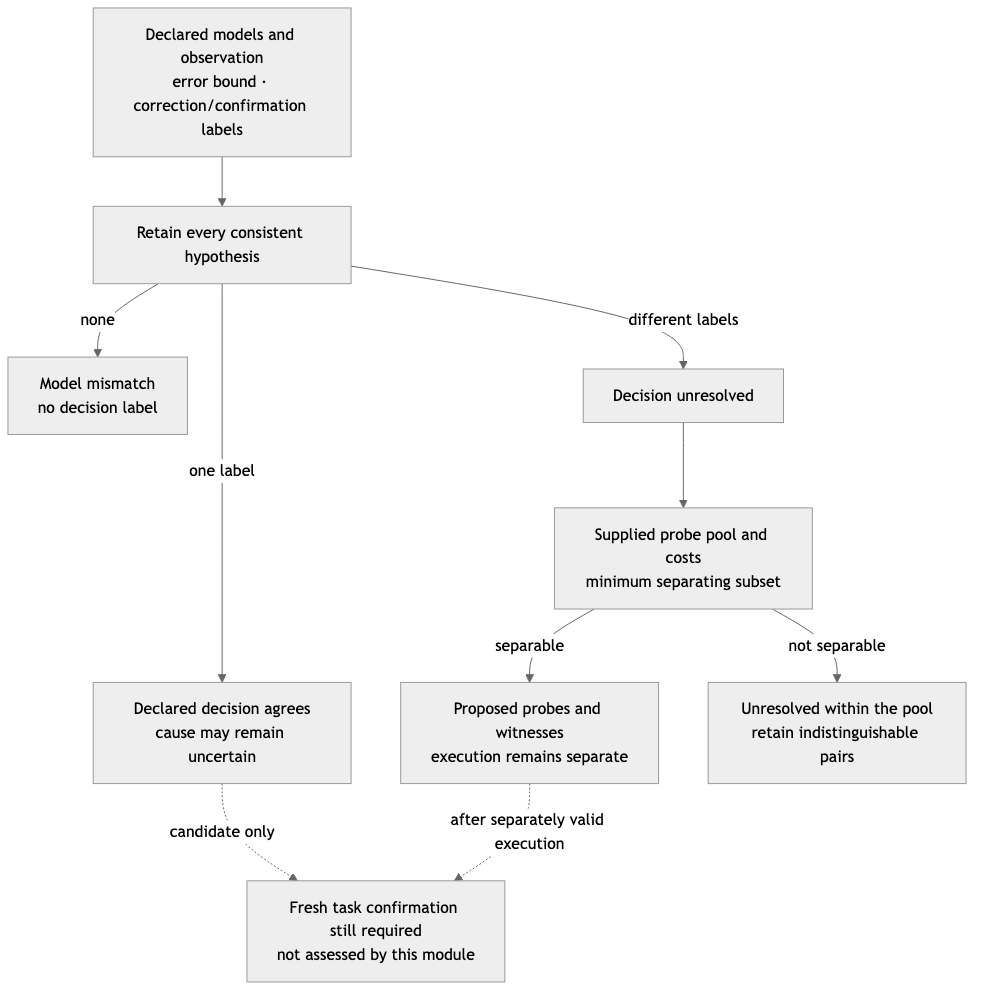 Declared models and
observation
error bound ·
correction/confirmation
labels
Retain every consistent
hypothesis
none
different labels
Model mismatch
no decision label
Decision unresolved
one label
Supplied probe pool and
costs
minimum separating subset
separable
not separable
Declared decision agrees
cause may remain
uncertain
Proposed probes and
witnesses
execution remains separate
Unresolved within the pool
retain indistinguishable
pairs
candidate only
after separately valid
execution
Fresh task confirmation
still required
not assessed by this module